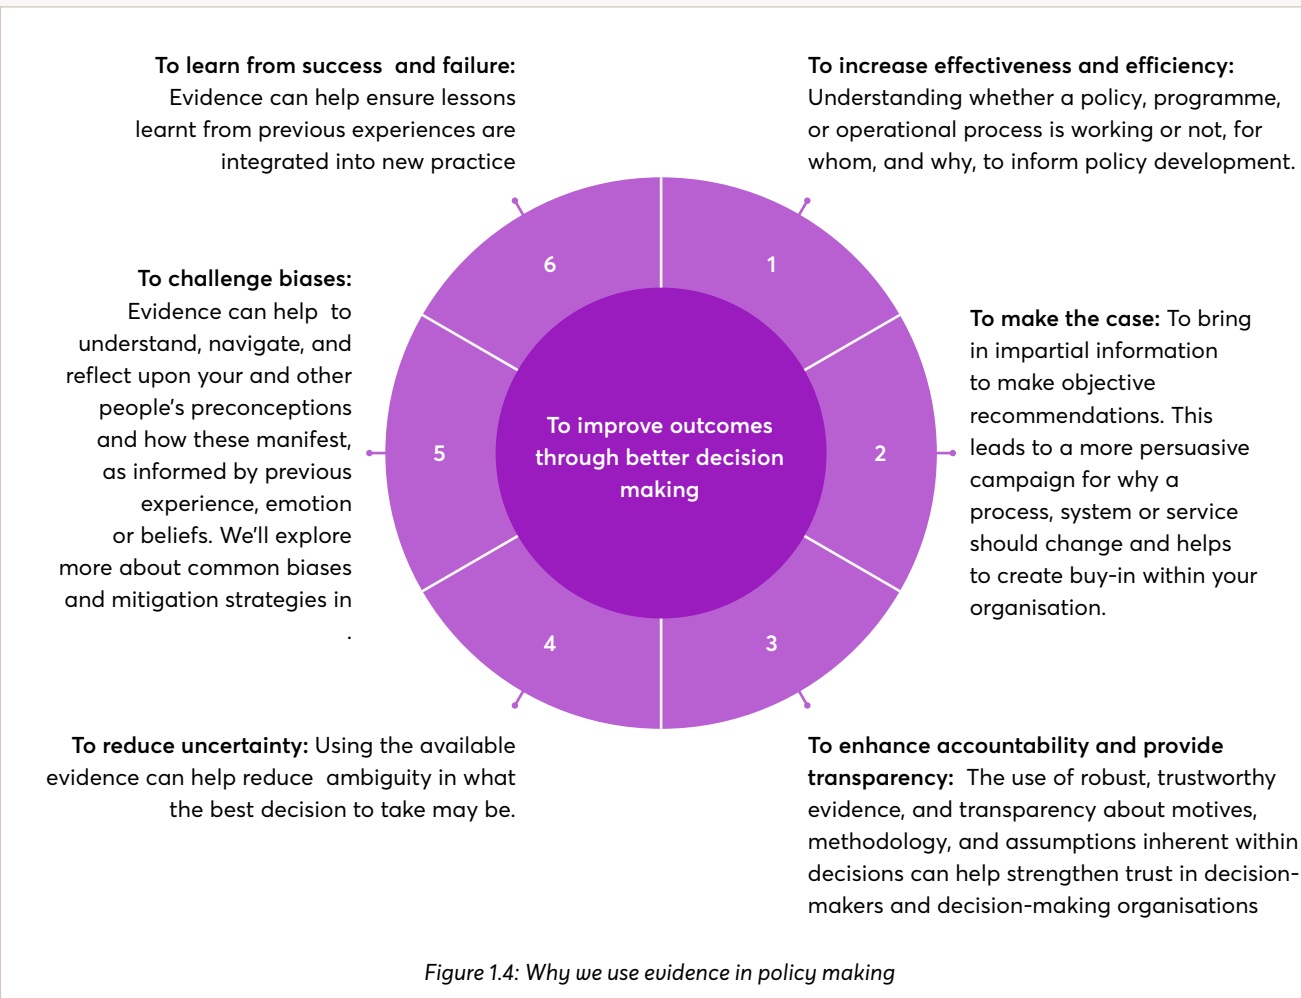 To learn from success  and failure:
Evidence can help ensure lessons
learnt from previous experiences are
integrated into new practice
To increase effectiveness and efficiency:
Understanding whether a policy, programme,
or operational process is working or not, for
whom, and why, to inform policy development.
6
1
To challenge biases:
Evidence can help  to
understand, navigate, and
reflect upon your and other
people's preconceptions
and how these manifest,
as informed by previous
experience, emotion
or beliefs. We'll explore
more about common biases
and mitigation strategies in
.
5
To improve outcomes
through better decision
making
2
To make the case: To bring
in impartial information
to make objective
recommendations. This
leads to a more persuasive
campaign for why a
process, system or service
should change and helps
to create buy-in within your
organisation.
4
3
To reduce uncertainty: Using the available
evidence can help reduce  ambiguity in what
the best decision to take may be.
To enhance accountability and provide
transparency:  The use of robust, trustworthy
evidence, and transparency about motives,
methodology, and assumptions inherent within
decisions can help strengthen trust in decision-
makers and decision-making organisations
Figure 1.4: Why we use evidence in policy making